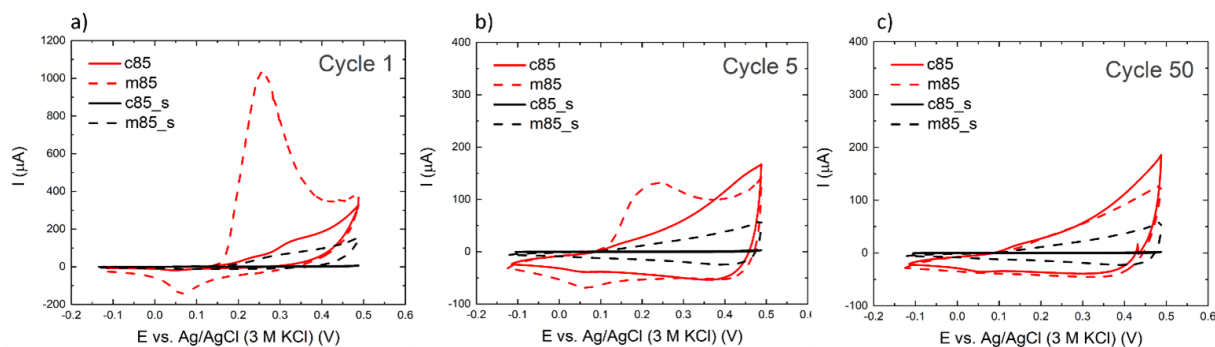 a)
Cycle 1
c85
m85
c85_s
m85_s
I (μA)
1200
1000
800
600
400
200
0
-200
-0.2 -0.1 0.0 0.1 0.2 0.3 0.4 0.5 0.6
E vs. Ag/AgCl (3 M KCl) (V)
b)
Cycle 5
c85
m85
c85_s
m85_s
I (μA)
400
300
200
100
0
-50
-100
-0.2 -0.1 0.0 0.1 0.2 0.3 0.4 0.5 0.6
E vs. Ag/AgCl (3 M KCl) (V)
c)
Cycle 50
c85
m85
c85_s
m85_s
I (μA)
400
300
200
100
0
-50
-100
-0.2 -0.1 0.0 0.1 0.2 0.3 0.4 0.5 0.6
E vs. Ag/AgCl (3 M KCl) (V)